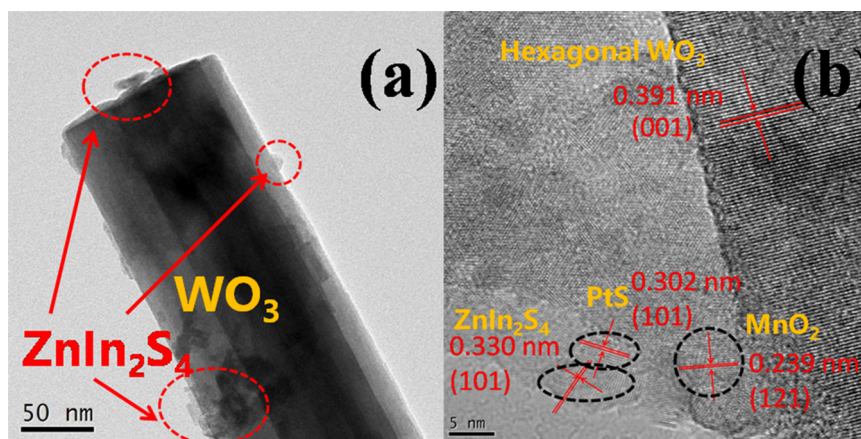 (a)
WO₃
ZnIn₂S₄
50 nm
Hexagonal WO₃
(b)
0.391 nm
(001)
PtS
0.302 nm
(101)
ZnIn₂S₄
0.330 nm
(101)
MnO₂
0.239 nm
(121)
5 nm